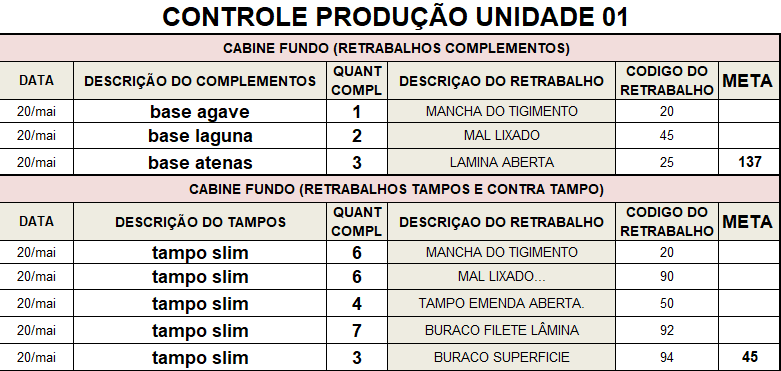 CONTROLE PRODUÇÃO UNIDADE 01
CABINE FUNDO (RETRABALHOS COMPLEMENTOS)
DATA DESCRIÇÃO DO COMPLEMENTOS QUANT COMPL DESCRIÇAO DO RETRABALHO CODIGO DO RETRABALHO META
20/mai base agave 1 MANCHA DO TIGIMENTO 20
20/mai base laguna 2 MAL LIXADO 45
20/mai base atenas 3 LAMINA ABERTA 25 137
CABINE FUNDO (RETRABALHOS TAMPOS E CONTRA TAMPO)
DATA DESCRIÇÃO DO TAMPOS QUANT COMPL DESCRIÇAO DO RETRABALHO CODIGO DO RETRABALHO META
20/mai tampo slim 6 MANCHA DO TIGIMENTO 20
20/mai tampo slim 6 MAL LIXADO... 90
20/mai tampo slim 4 TAMPO EMENDA ABERTA. 50
20/mai tampo slim 7 BURACO FILETE LÂMINA 92
20/mai tampo slim 3 BURACO SUPERFICIE 94 45